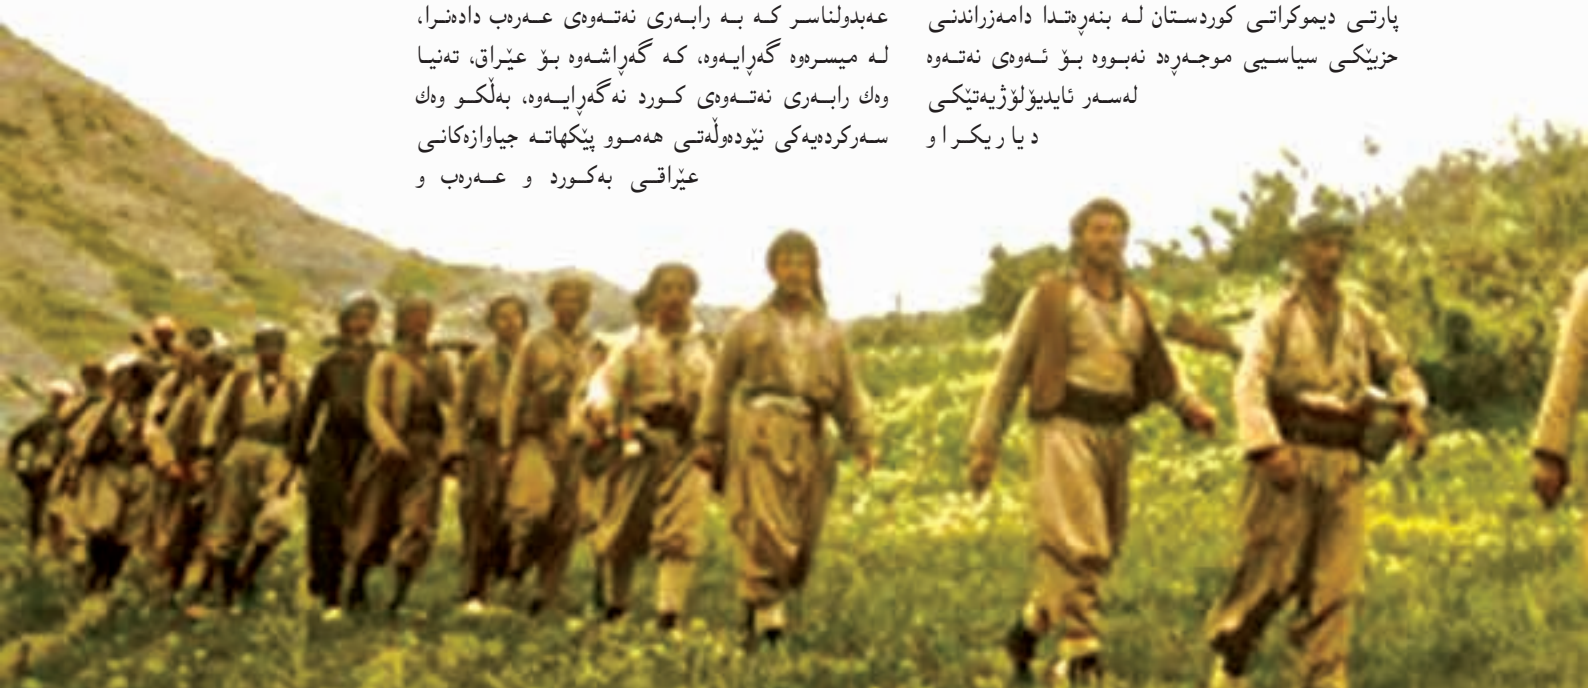 پارتی دیموکراتی کوردستان لە بنەڕەتدا دامەزراندنی
حزبێکی سیاسیی موجەڕەد نەبووە بۆ ئەوەی نەتەوە
لەسەر ئایدیۆلۆژیەتێکی
دیاریکراو
عەبدولناسر کە بە رابەری نەتەوەی عەرەب دادەنرا،
لە میسرەوە گەڕایەوە، کە گەڕاشەوە بۆ عێراق، تەنیا
وەك رابەری نەتەوەی کورد نەگەڕایەوە، بەڵکو وەك
سەرکردەیەکی نێودەوڵەتی هەموو پێکهاتە جیاوازەکانی
عێراقی بەکورد و عەرەب و